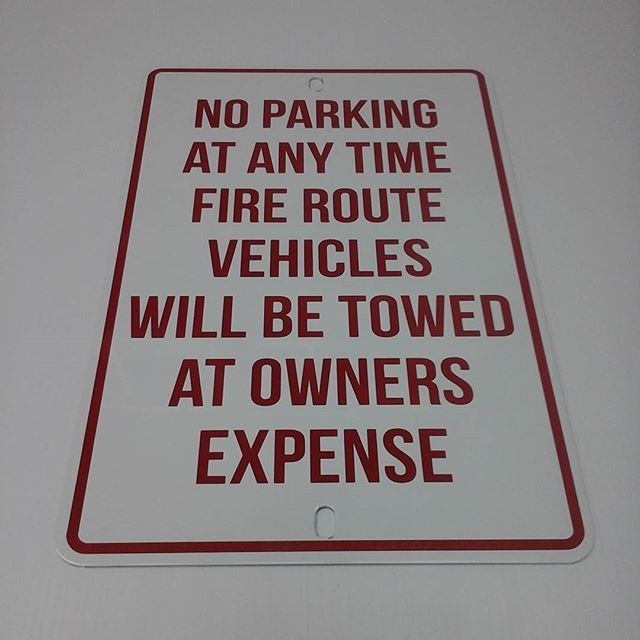 NO PARKING
AT ANY TIME
FIRE ROUTE
VEHICLES
WILL BE TOWED
AT OWNERS
EXPENSE